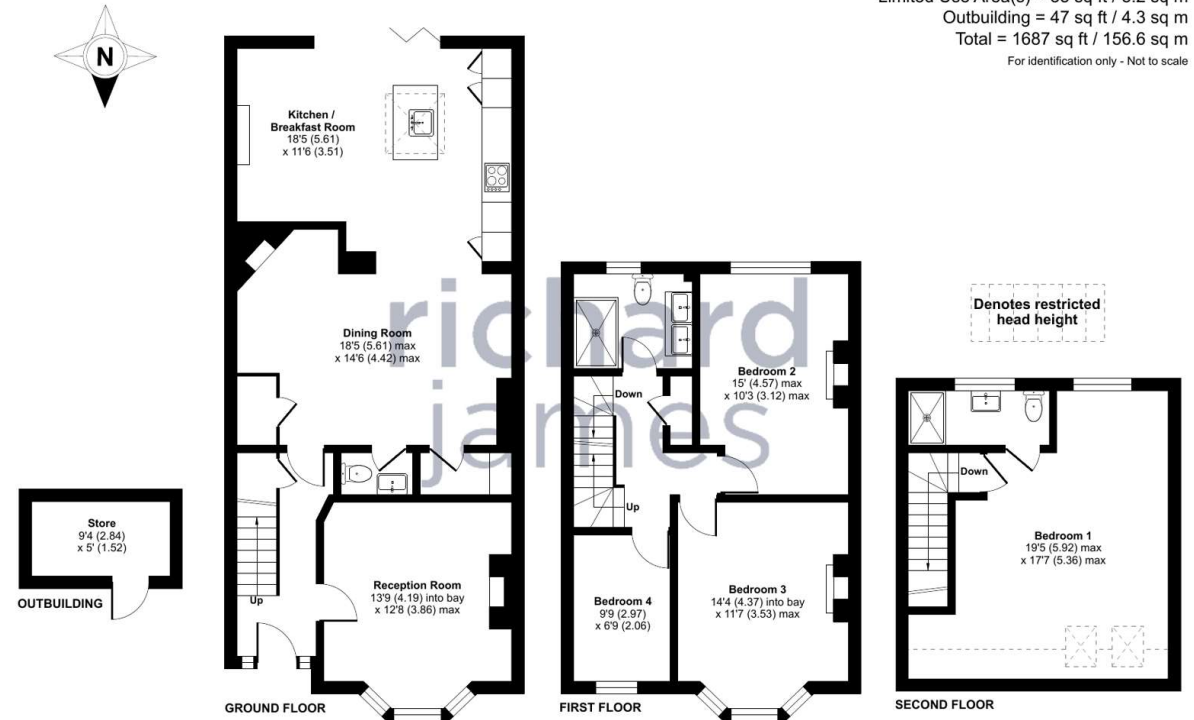 Outbuilding = 47 sq ft / 4.3 sq m
Total = 1687 sq ft / 156.6 sq m
For identification only - Not to scale
N
Kitchen /
Breakfast Room
18'5 (5.61)
x 11'6 (3.51)
Dining Room
18'5 (5.61) max
x 14'6 (4.42) max
richard
james
Up
Reception Room
13'9 (4.19) into bay
x 12'8 (3.86) max
GROUND FLOOR
Store
9'4 (2.84)
x 5' (1.52)
OUTBUILDING
Down
Bedroom 2
15' (4.57) max
x 10'3 (3.12) max
Up
Bedroom 4
9'9 (2.97)
x 6'9 (2.06)
Bedroom 3
14'4 (4.37) into bay
x 11'7 (3.53) max
FIRST FLOOR
Denotes restricted
head height
Down
Bedroom 1
19'5 (5.92) max
x 17'7 (5.36) max
SECOND FLOOR